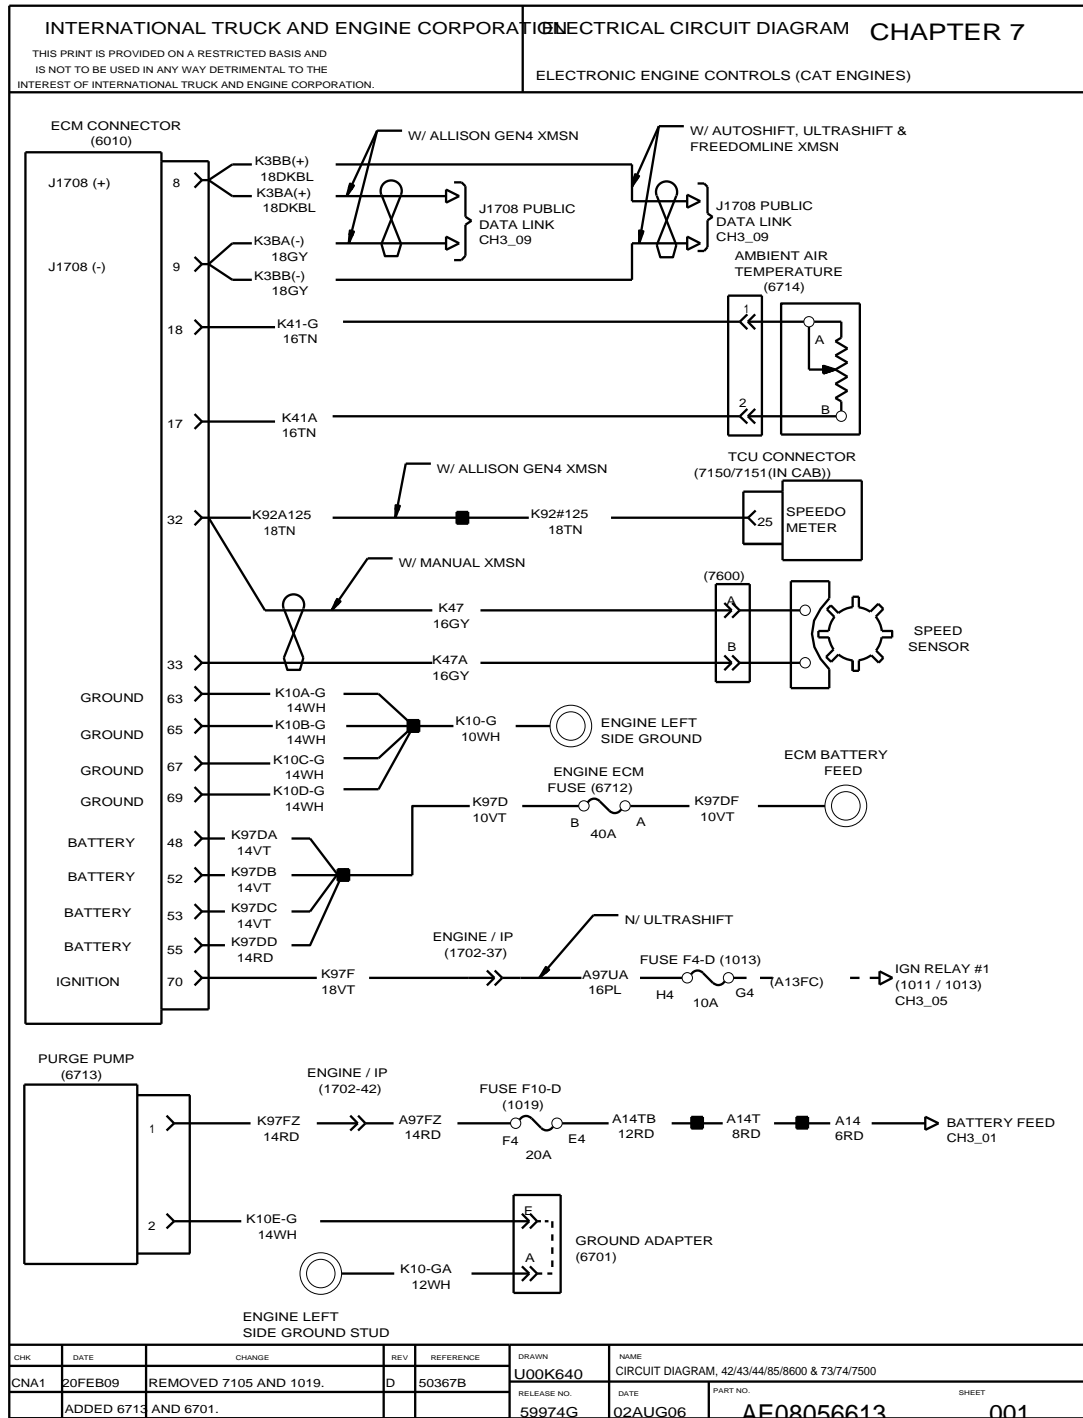 INTERNATIONAL TRUCK AND ENGINE CORPORATION
ELECTRICAL CIRCUIT DIAGRAM
CHAPTER 7
THIS PRINT IS PROVIDED ON A RESTRICTED BASIS AND
IS NOT TO BE USED IN ANY WAY DETRIMENTAL TO THE
INTEREST OF INTERNATIONAL TRUCK AND ENGINE CORPORATION.
ELECTRONIC ENGINE CONTROLS (CAT ENGINES)
ECM CONNECTOR
(6010)
W/ ALLISON GEN4 XMSN
W/ AUTOSHIFT, ULTRASHIFT &
FREEDOMLINE XMSN
J1708 (+)
8
K3BB(+)
18DKBL
K3BA(+)
18DKBL
J1708 PUBLIC
DATA LINK
CH3_09
J1708 PUBLIC
DATA LINK
CH3_09
J1708 (-)
9
K3BA(-)
18GY
K3BB(-)
18GY
AMBIENT AIR
TEMPERATURE
(6714)
18
K41-G
16TN
1
A
17
K41A
16TN
2
B
W/ ALLISON GEN4 XMSN
TCU CONNECTOR
(7150/7151(IN CAB))
32
K92A125
18TN
K92#125
18TN
25
SPEEDO
METER
W/ MANUAL XMSN
(7600)
K47
16GY
A
SPEED
SENSOR
33
K47A
16GY
B
GROUND
63
K10A-G
14WH
GROUND
65
K10B-G
14WH
K10-G
10WH
ENGINE LEFT
SIDE GROUND
GROUND
67
K10C-G
14WH
GROUND
69
K10D-G
14WH
ENGINE ECM
FUSE (6712)
ECM BATTERY
FEED
K97D
10VT
B
40A
A
K97DF
10VT
BATTERY
48
K97DA
14VT
BATTERY
52
K97DB
14VT
BATTERY
53
K97DC
14VT
BATTERY
55
K97DD
14RD
N/ ULTRASHIFT
ENGINE / IP
(1702-37)
FUSE F4-D (1013)
IGNITION
70
K97F
18VT
A97UA
16PL
H4
10A
G4
(A13FC)
IGN RELAY #1
(1011 / 1013)
CH3_05
PURGE PUMP
(6713)
ENGINE / IP
(1702-42)
FUSE F10-D
(1019)
1
K97FZ
14RD
A97FZ
14RD
F4
20A
E4
A14TB
12RD
A14T
8RD
A14
6RD
BATTERY FEED
CH3_01
2
K10E-G
14WH
E
GROUND ADAPTER
(6701)
K10-GA
12WH
A
ENGINE LEFT
SIDE GROUND STUD
CHK DATE CHANGE REV REFERENCE DRAWN NAME
CNA1 20FEB09 REMOVED 7105 AND 1019. D 50367B U00K640 CIRCUIT DIAGRAM, 42/43/44/85/8600 & 73/74/7500
RELEASE NO. DATE PART NO. SHEET
ADDED 6713 AND 6701. 59974G 02AUG06 AE08056613 001